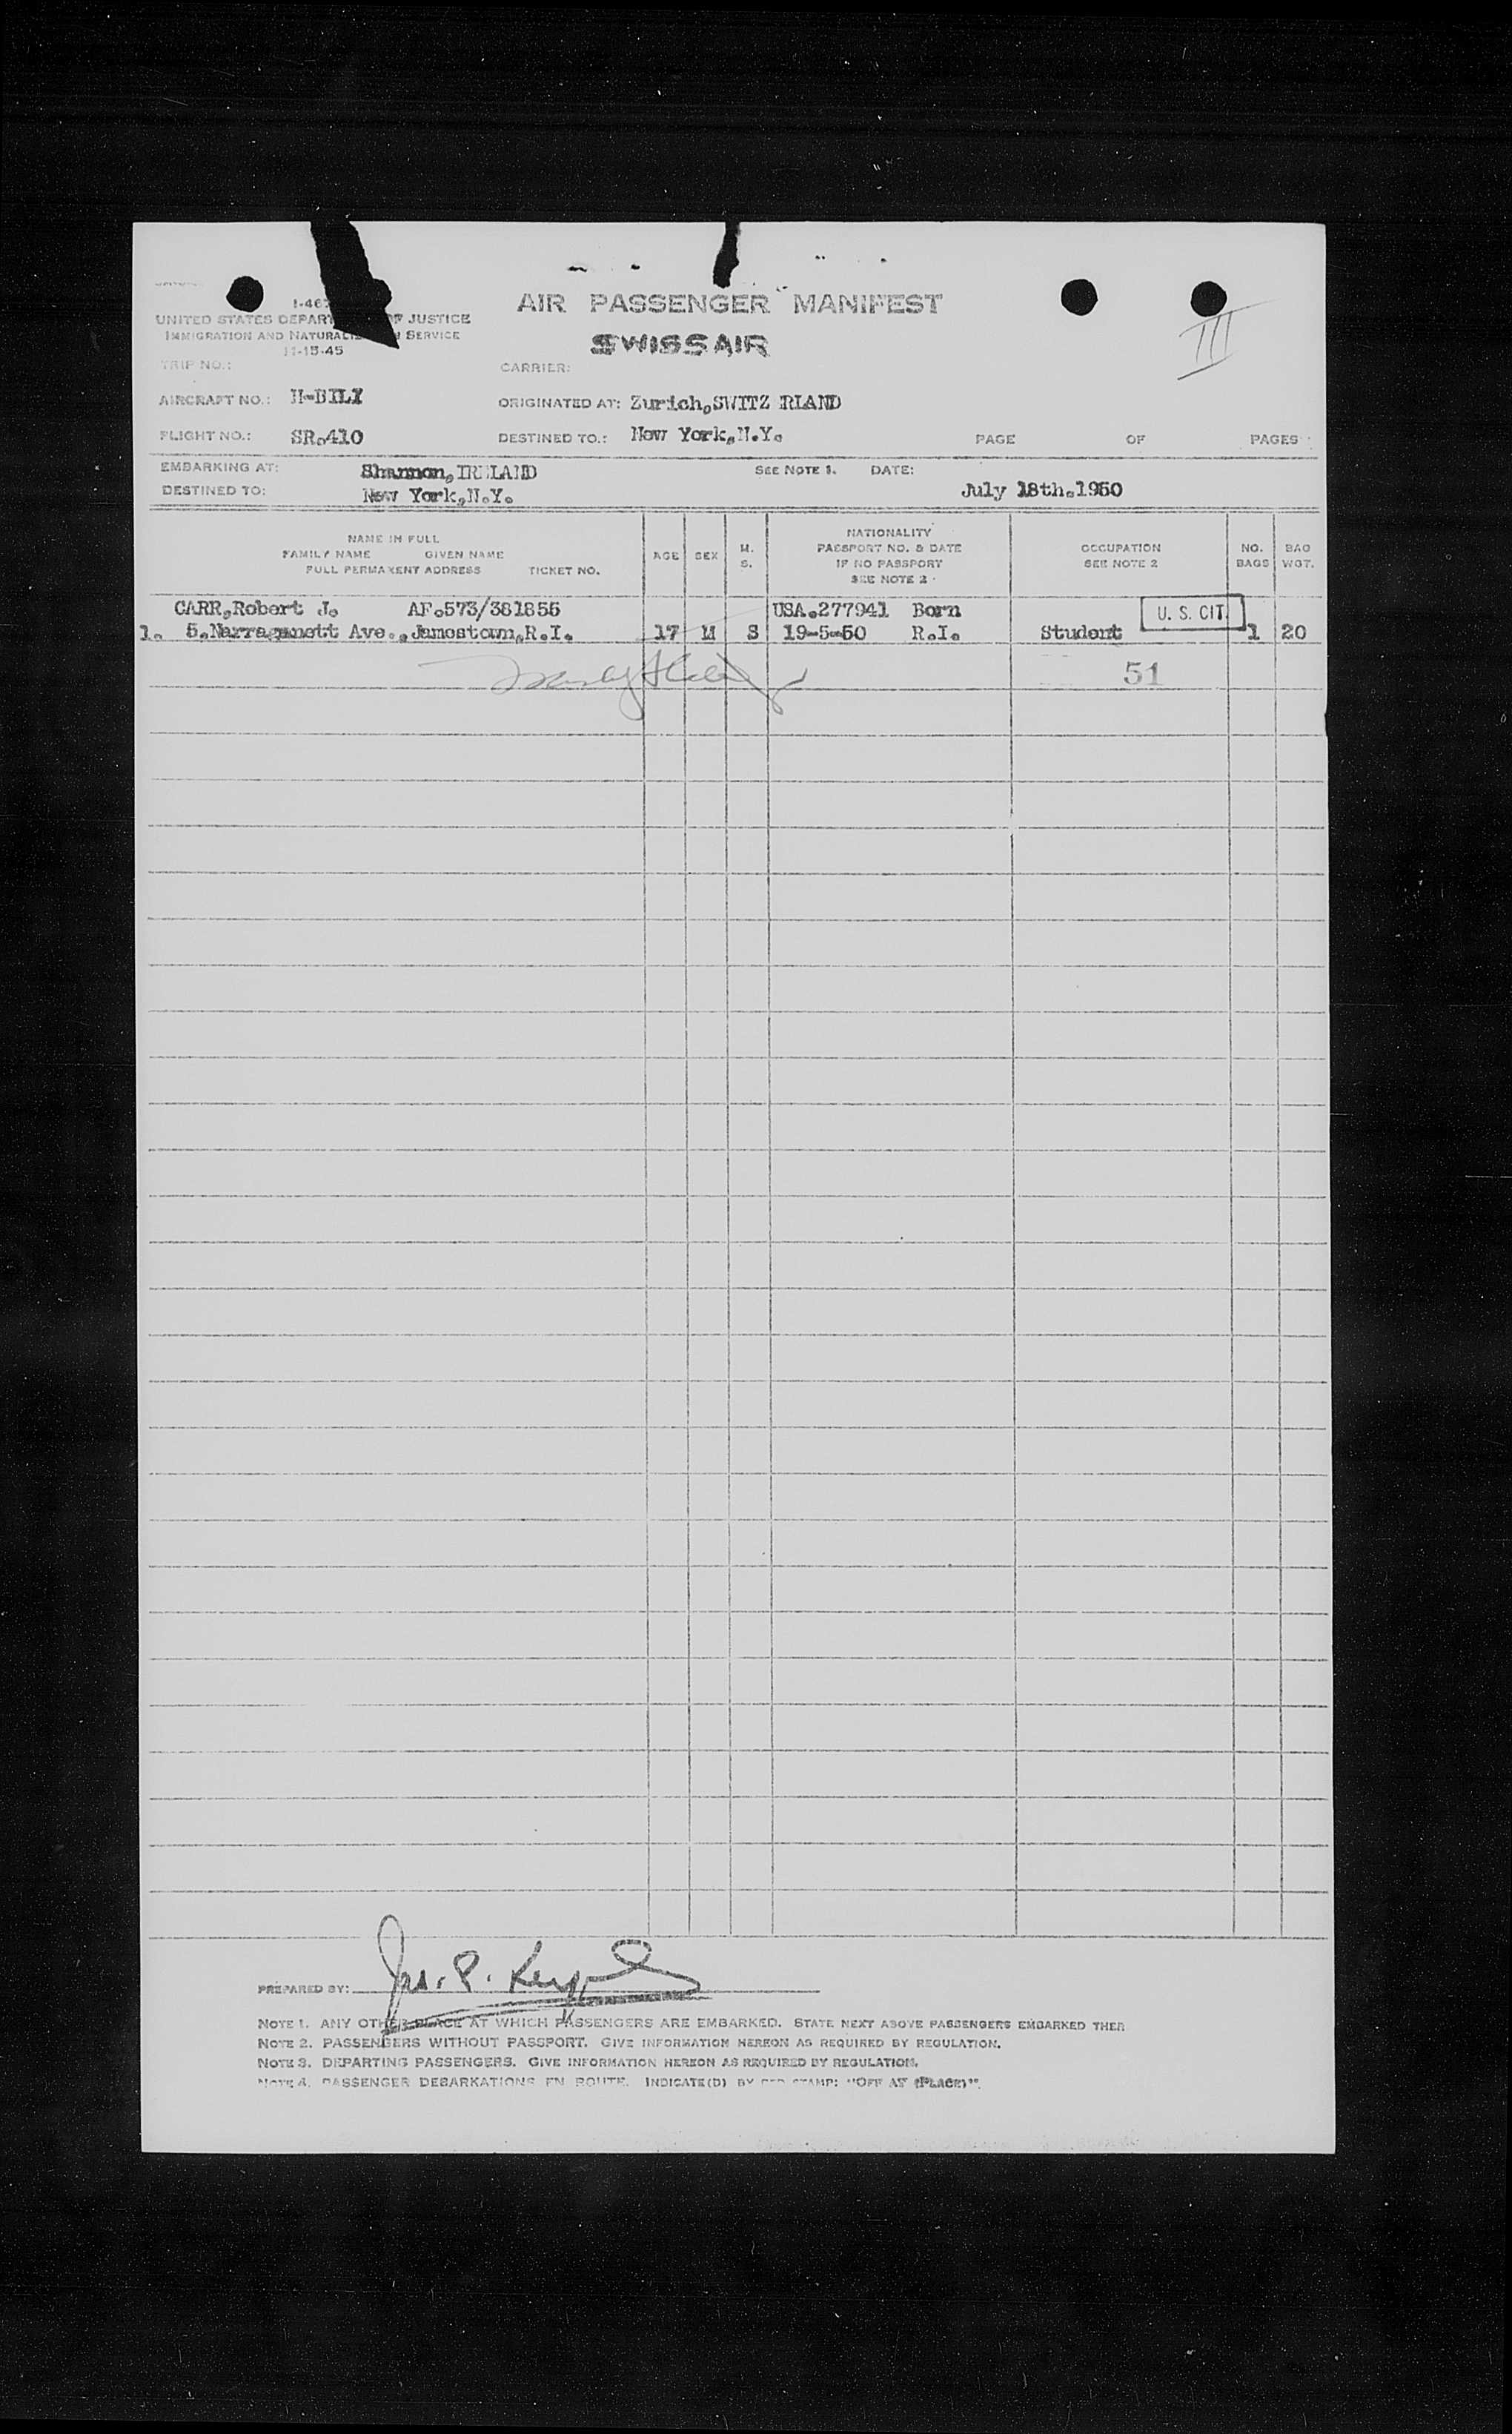 AIR PASSENGER MANIFEST
UNITED STATES DEPAR OF JUSTICE
IMMIGRATION AND NATURALI SERVICE
11-15-45
SWISSAIR
III
TRIP NO.:
CARRIER:
AIRCRAFT NO.:
ORIGINATED AT: Zurich,SWITZ RLAND
FLIGHT NO.: SR.410
DESTINED TO.: New York,N.Y.
PAGE OF PAGES
EMBARKING AT: Shannon,IRELAND
SEE NOTE 1. DATE: July 18th.1950
DESTINED TO: New York,N.Y.
NAME IN FULL
FAMILY NAME GIVEN NAME
FULL PERMANENT ADDRESS TICKET NO.
AGE
SEX
M.
S.
NATIONALITY
PASSPORT NO. & DATE
IF NO PASSPORT
SEE NOTE 2
OCCUPATION
SEE NOTE 2
NO.
BAGS
BAG
WGT.
CARR,Robert J. AF.573/381856 USA.277941 Born U. S. CIT.
1. 5,Narragansett Ave.,Jamestown,R.I. 17 M S 19-5-50 R.I. Student 1 20
51
PREPARED BY:
NOTE 1. ANY OTHER PLACE AT WHICH PASSENGERS ARE EMBARKED. STATE NEXT ABOVE PASSENGERS EMBARKED THER
NOTE 2. PASSENGERS WITHOUT PASSPORT. GIVE INFORMATION HEREON AS REQUIRED BY REGULATION.
NOTE 3. DEPARTING PASSENGERS. GIVE INFORMATION HEREON AS REQUIRED BY REGULATION.
NOTE 4. PASSENGER DEBARKATIONS EN ROUTE. INDICATE(D) BY RED STAMP: "OFF AT (PLACE)".